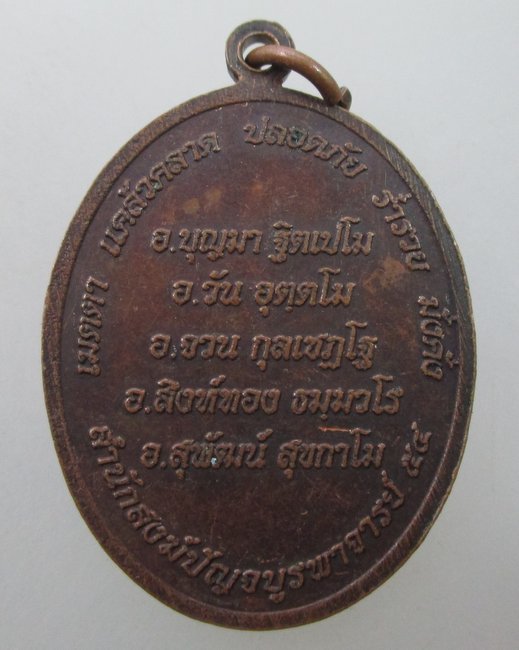 เมตตา แคล้วคลาด ปลอดภัย ร่ำรวย มั่งคั่ง
อ.บุญมา ฐิตเปโม
อ.วัน อุตฺตโม
อ.จวน กุลเชฏฺโฐ
อ.สิงห์ทอง ธมฺมวโร
อ.สุพัฒน์ สุขกาโม
สำนักสงฆ์ปัญจบูรพาจารย์ ๕๔